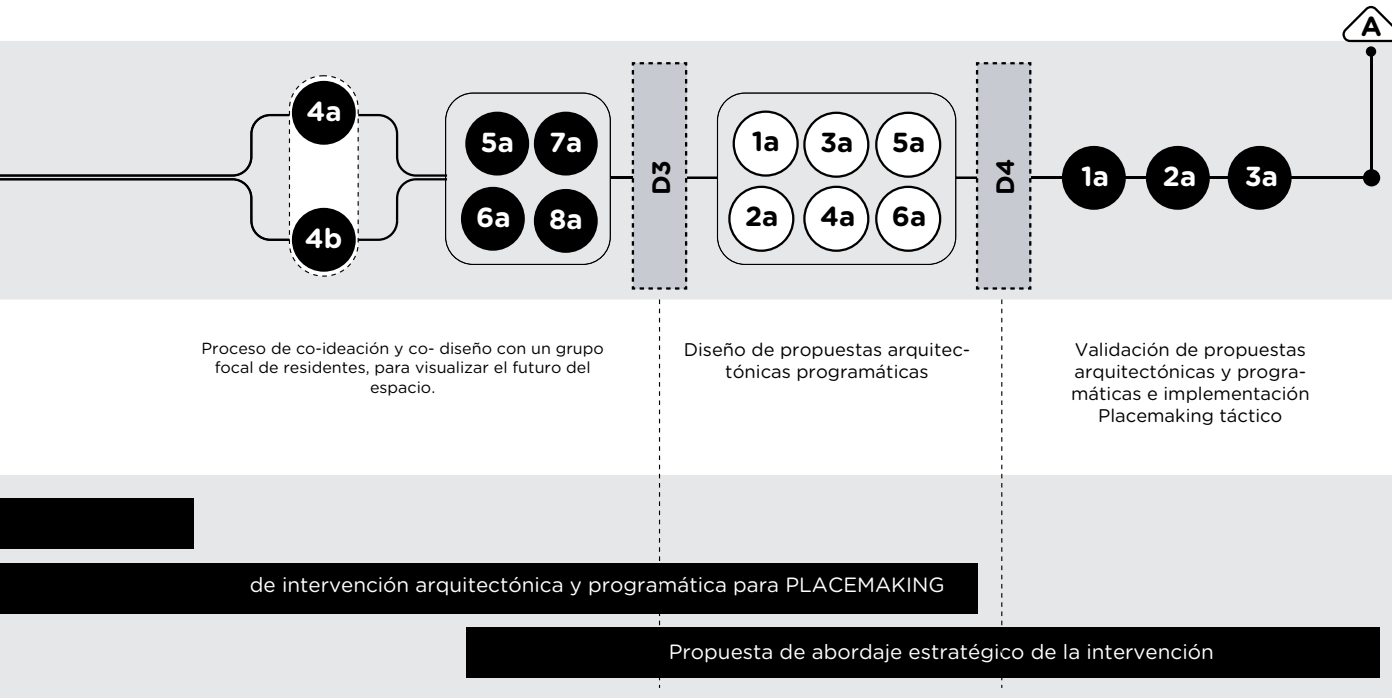 A
4a
4b
5a 7a
6a 8a
D3
1a 3a 5a
2a 4a 6a
D4
1a 2a 3a
Proceso de co-ideación y co- diseño con un grupo
focal de residentes, para visualizar el futuro del
espacio.
Diseño de propuestas arquitec-
tónicas programáticas
Validación de propuestas
arquitectónicas y progra-
máticas e implementación
Placemaking táctico
de intervención arquitectónica y programática para PLACEMAKING
Propuesta de abordaje estratégico de la intervención